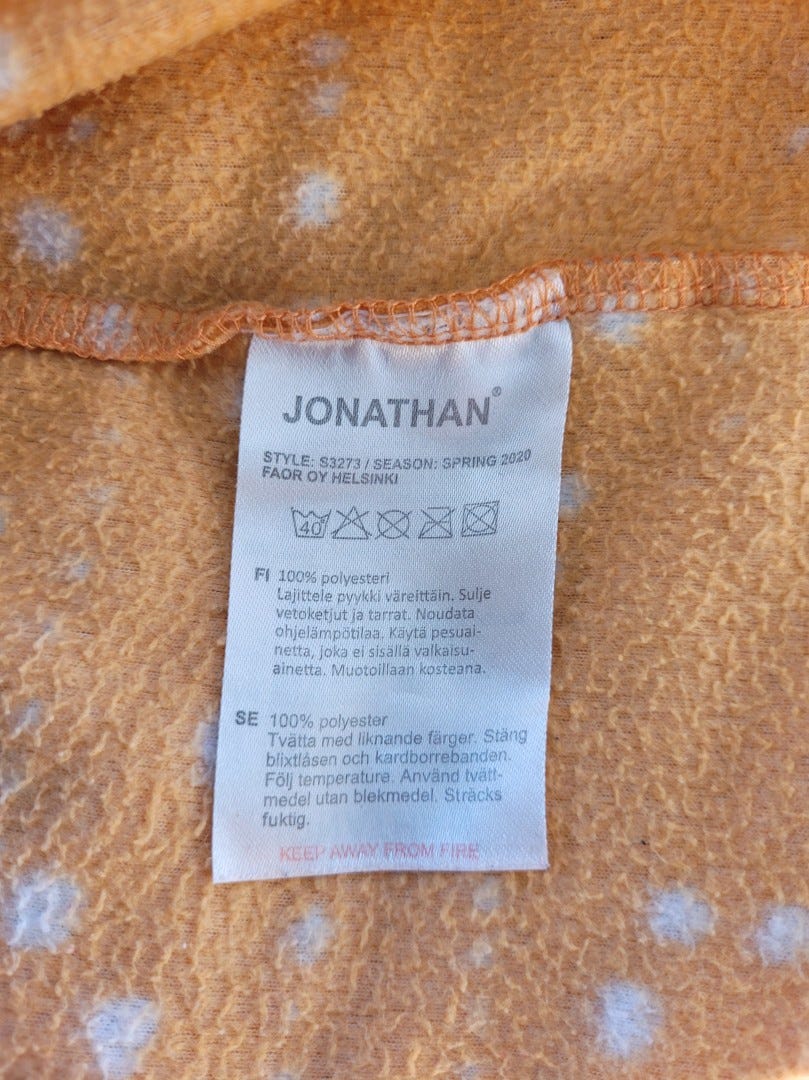 JONATHAN®
STYLE: S3273 / SEASON: SPRING 2020
FAOR OY HELSINKI
40
FI 100% polyesteri
Lajittele pyykki väreittäin. Sulje
vetoketjut ja tarrat. Noudata
ohjelämpötilaa. Käytä pesuai-
netta, joka ei sisällä valkaisu-
ainetta. Muotoillaan kosteana.
SE 100% polyester
Tvätta med liknande färger. Stäng
blixtlåsen och kardborrebanden.
Följ temperature. Använd tvätt-
medel utan blekmedel. Sträcks
fuktig.
KEEP AWAY FROM FIRE